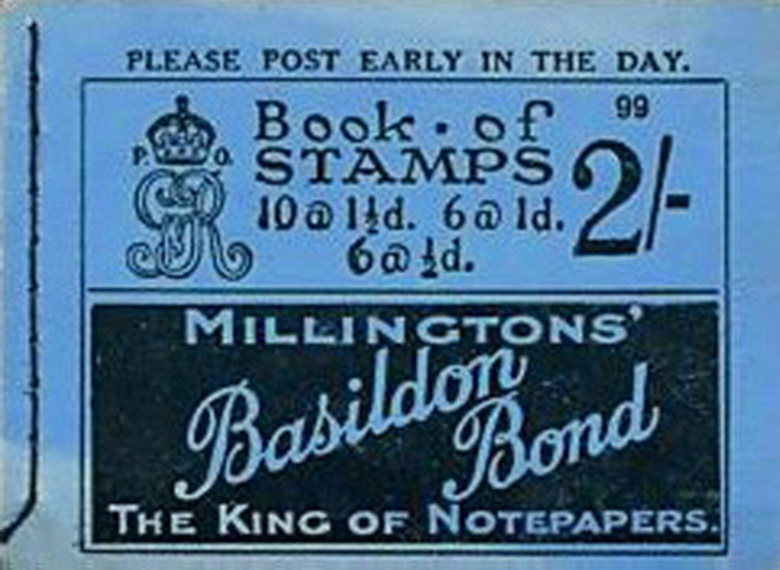 PLEASE POST EARLY IN THE DAY.
99
P. O.
GR
Book · of
STAMPS
2/-
10@1½d. 6@1d.
6@½d.
MILLINGTONS'
Basildon
Bond
THE KING OF NOTEPAPERS.